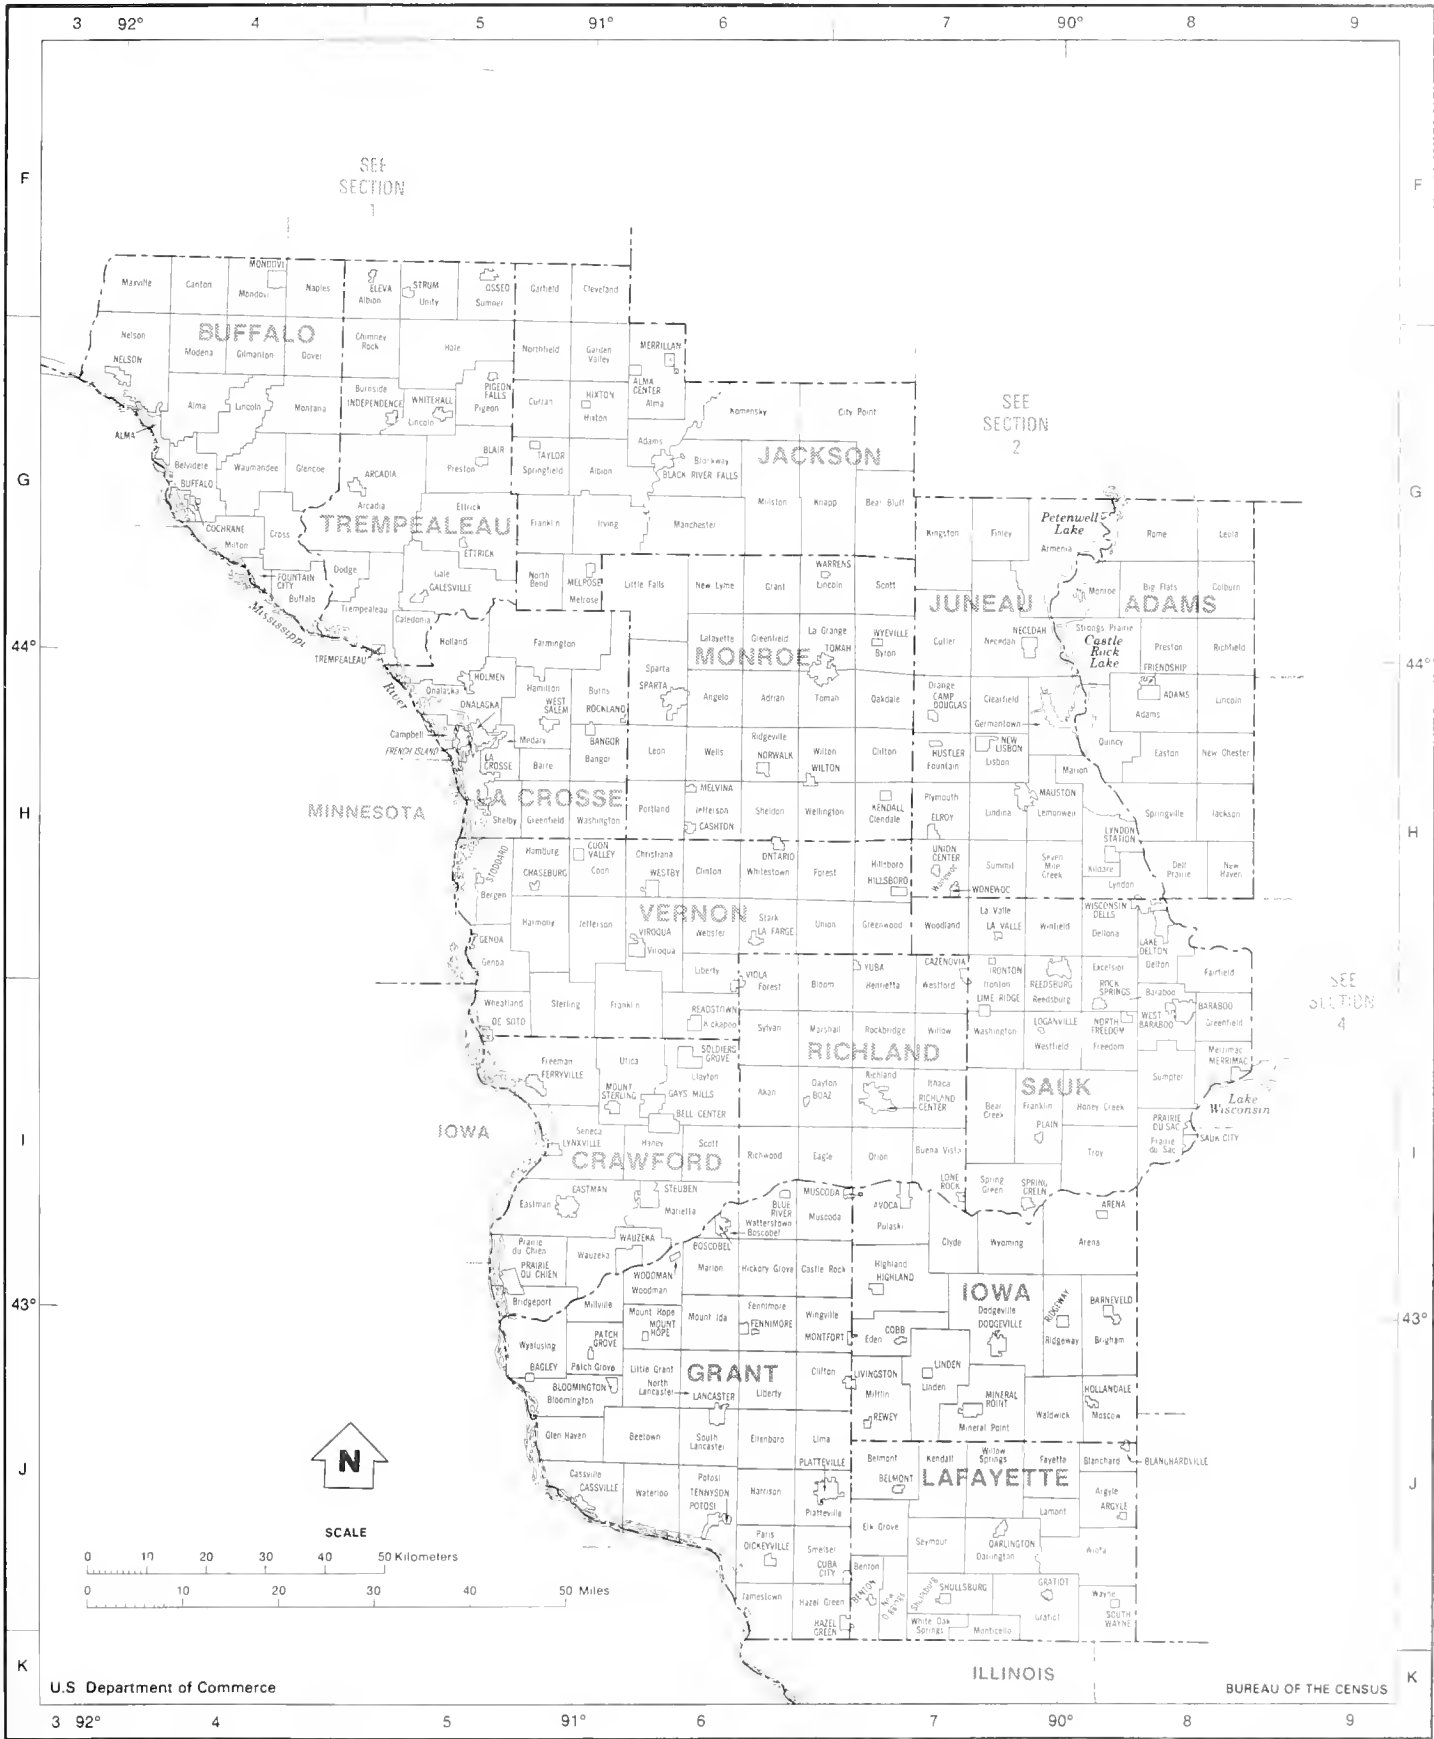 3 92° 4 5 91° 6 7 90° 8 9
F
SEE
SECTION
1
F
MONDOVI
Maxville
Canton
Mondovi
Naples
ELEVA
Albion
STRUM
Unity
OSSEO
Sumner
Garfield
Cleveland
Nelson
BUFFALO
NELSON
Modena
Gilmanton
Dover
Chimney
Rock
Hale
Northfield
Garden
Valley
MERRILLAN
ALMA
CENTER
Alma
Burnside
INDEPENDENCE
WHITEHALL
Lincoln
PIGEON
FALLS
Pigeon
Curran
HIXTON
Hixton
Alma
Lincoln
Montana
ALMA
Komensky
City Point
SEE
SECTION
2
G
Belvidere
BUFFALO
Waumandee
Glencoe
ARCADIA
Arcadia
Preston
BLAIR
TAYLOR
Springfield
Albion
Adams
Brockway
BLACK RIVER FALLS
JACKSON
G
COCHRANE
Milton
Cross
TREMPEALEAU
Ettrick
ETTRICK
Franklin
Irving
Manchester
Millston
Knapp
Bear Bluff
Kingston
Finley
Petenwell
Lake
Armenia
Rome
Leola
FOUNTAIN
CITY
Buffalo
Dodge
Trempealeau
Gale
GALESVILLE
North
Bend
MELROSE
Melrose
Little Falls
New Lyme
Grant
WARRENS
Lincoln
Scott
JUNEAU
Monroe
Big Flats
Colburn
ADAMS
Mississippi
Caledonia
TREMPEALEAU
44°
Holland
Farmington
Lafayette
Greenfield
La Grange
TOMAH
WYEVILLE
Byron
MONROE
Cutler
Necedah
NECEDAH
Strongs Prairie
Castle
Rock
Lake
Preston
FRIENDSHIP
Richfield
44°
River
Onalaska
HOLMEN
ONALASKA
Hamilton
WEST
SALEM
Burns
ROCKLAND
Sparta
SPARTA
Angelo
Adrian
Tomah
Oakdale
Orange
CAMP
DOUGLAS
Clearfield
Germantown
ADAMS
Adams
Lincoln
Campbell
FRENCH ISLAND
Medary
LA
CROSSE
Barre
BANGOR
Bangor
Leon
Wells
Ridgeville
NORWALK
Wilton
WILTON
Clifton
HUSTLER
Fountain
NEW
LISBON
Lisbon
Marion
Quincy
Easton
New Chester
MINNESOTA
H
LA CROSSE
Shelby
Greenfield
Washington
Portland
MELVINA
Jefferson
CASHTON
Sheldon
Wellington
KENDALL
Glendale
Plymouth
ELROY
Lindina
MAUSTON
Lemonweir
LYNDON
STATION
Springville
Jackson
H
STODDARD
Bergen
Hamburg
CHASEBURG
COON
VALLEY
Coon
Christiana
WESTBY
Clinton
ONTARIO
Whitestown
Forest
Hillsboro
HILLSBORO
UNION
CENTER
Wonewoc
WONEWOC
Summit
Seven
Mile
Creek
Kildare
Lyndon
Dell
Prairie
New
Haven
GENOA
Genoa
Harmony
Jefferson
VERNON
VIROQUA
Viroqua
Webster
Stark
LA FARGE
Union
Greenwood
Woodland
La Valle
LA VALLE
Winfield
WISCONSIN
DELLS
Dellona
LAKE
DELTON
Wheatland
DE SOTO
Sterling
Franklin
Liberty
VIOLA
Forest
READSTOWN
Kickapoo
Bloom
YUBA
Henrietta
CAZENOVIA
Westford
IRONTON
Ironton
LIME RIDGE
REEDSBURG
Reedsburg
Excelsior
ROCK
SPRINGS
Delton
Baraboo
Fairfield
BARABOO
WEST
BARABOO
Greenfield
SEE
SECTION
4
Sylvan
Marshall
Rockbridge
Willow
RICHLAND
Washington
LOGANVILLE
Westfield
NORTH
FREEDOM
Freedom
Merrimac
MERRIMAC
Freeman
FERRYVILLE
Utica
MOUNT
STERLING
SOLDIERS
GROVE
Clayton
GAYS MILLS
BELL CENTER
Akan
Dayton
BOAZ
Richland
Ithaca
RICHLAND
CENTER
SAUK
Bear
Creek
Franklin
PLAIN
Honey Creek
Sumpter
Lake
Wisconsin
IOWA
I
Seneca
LYNXVILLE
Haney
Scott
CRAWFORD
Richwood
Eagle
Orion
Buena Vista
Troy
PRAIRIE
DU SAC
Prairie
du Sac
SAUK CITY
I
Eastman
EASTMAN
STEUBEN
Marietta
BLUE
RIVER
MUSCODA
Muscoda
Watterstown
Boscobel
BOSCOBEL
AVOCA
Pulaski
LONE
ROCK
Spring
Green
SPRING
GREEN
ARENA
Arena
Prairie
du Chien
PRAIRIE
DU CHIEN
Bridgeport
WAUZEKA
Wauzeka
WOODMAN
Woodman
Marion
Hickory Grove
Castle Rock
Clyde
Wyoming
Highland
HIGHLAND
IOWA
43°
Millville
Mount Hope
MOUNT
HOPE
Mount Ida
Fennimore
FENNIMORE
Wingville
MONTFORT
Eden
COBB
Dodgeville
DODGEVILLE
RIDGEWAY
Ridgeway
BARNEVELD
Brigham
43°
Wyalusing
BAGLEY
PATCH
GROVE
Patch Grove
BLOOMINGTON
Bloomington
Little Grant
North
Lancaster
GRANT
LANCASTER
Liberty
Clifton
LIVINGSTON
Mifflin
REWEY
LINDEN
Linden
MINERAL
POINT
Mineral Point
Waldwick
HOLLANDALE
Moscow
N
J
Glen Haven
Beetown
South
Lancaster
Ellenboro
Lima
PLATTEVILLE
Belmont
BELMONT
Kendall
Willow
Springs
LAFAYETTE
Fayette
Blanchard
BLANCHARDVILLE
J
Cassville
CASSVILLE
Waterloo
Potosi
TENNYSON
POTOSI
Harrison
Platteville
Lamont
Argyle
ARGYLE
SCALE
0 10 20 30 40 50 Kilometers
0 10 20 30 40 50 Miles
Paris
DICKEYVILLE
Smelser
CUBA
CITY
Elk Grove
Seymour
DARLINGTON
Darlington
Wiota
Jamestown
Hazel Green
HAZEL
GREEN
Benton
BENTON
New
Diggings
Shullsburg
SHULLSBURG
White Oak
Springs
Monticello
GRATIOT
Gratiot
Wayne
SOUTH
WAYNE
K
ILLINOIS
K
U.S Department of Commerce
BUREAU OF THE CENSUS
3 92° 4 5 91° 6 7 90° 8 9